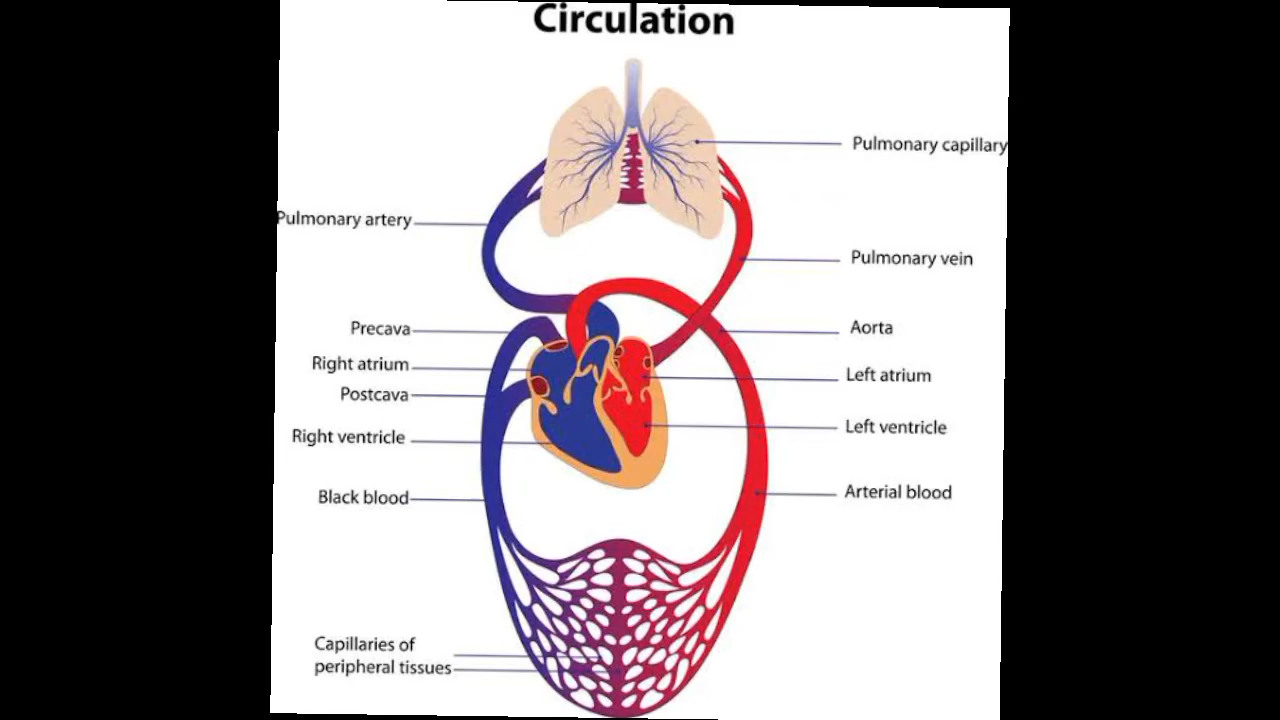 Circulation
Pulmonary capillary
Pulmonary artery
Pulmonary vein
Precava
Aorta
Right atrium
Left atrium
Postcava
Right ventricle
Left ventricle
Black blood
Arterial blood
Capillaries of
peripheral tissues